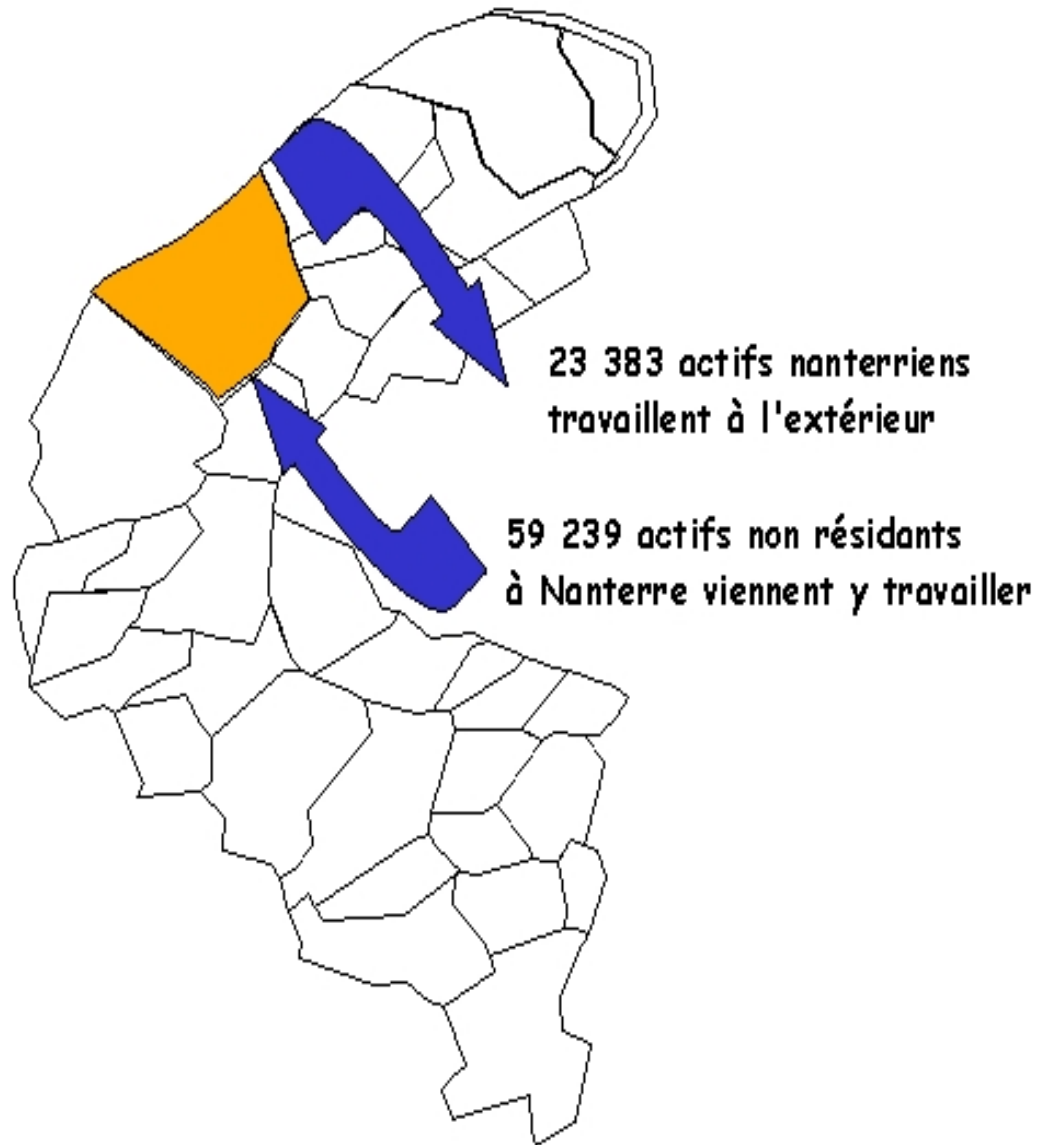 23 383 actifs nanterriens
travaillent à l'extérieur
59 239 actifs non résidants
à Nanterre viennent y travailler